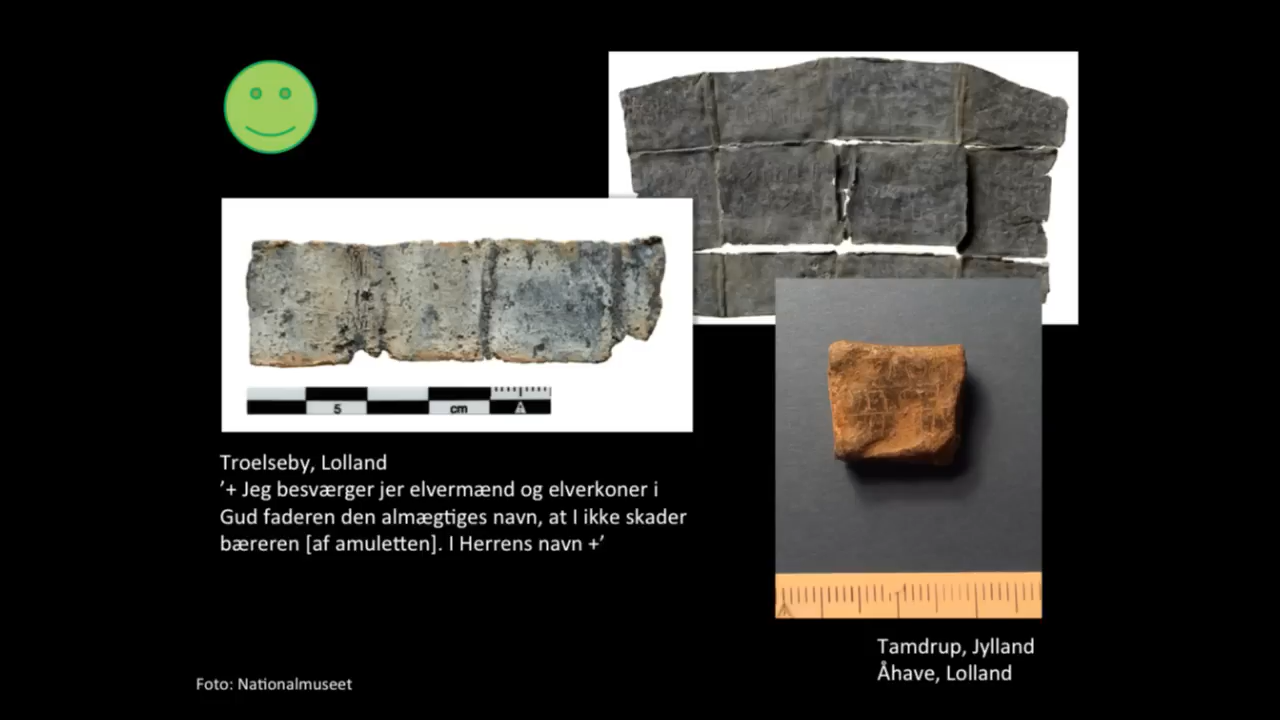 5 cm
Troelseby, Lolland
’+ Jeg besværger jer elvermænd og elverkoner i
Gud faderen den almægtiges navn, at I ikke skader
bæreren [af amuletten]. I Herrens navn +’
Tamdrup, Jylland
Åhave, Lolland
Foto: Nationalmuseet